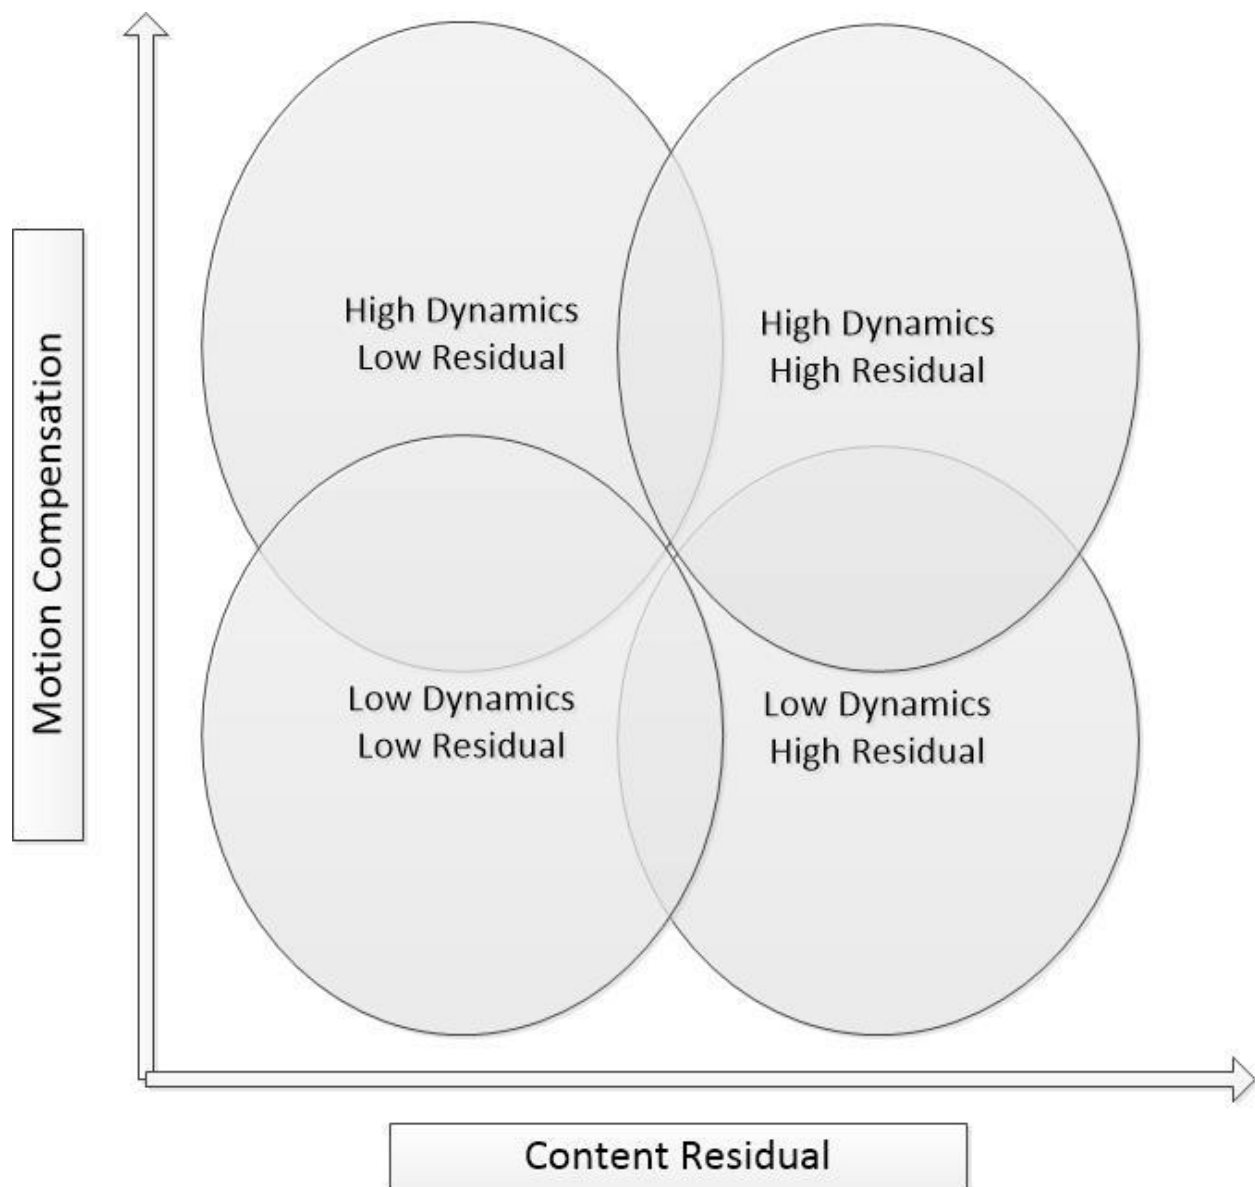 High Dynamics
Low Residual
High Dynamics
High Residual
Motion Compensation
Low Dynamics
Low Residual
Low Dynamics
High Residual
Content Residual